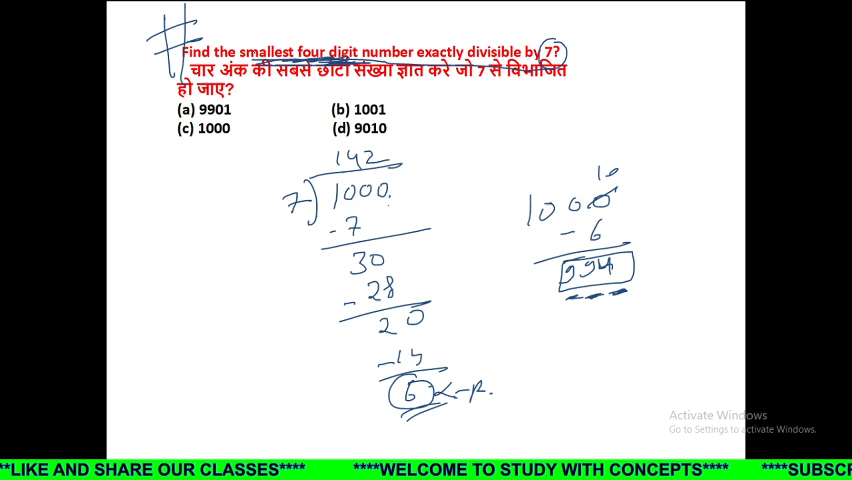 Find the smallest four digit number exactly divisible by 7?
चार अंक की सबसे छोटी संख्या ज्ञात करे जो 7 से विभाजित
हो जाए?
(a) 9901 (b) 1001
(c) 1000 (d) 9010
142
7) 1000.
- 7
30
- 28
20
- 14
6 <- R.
10
1000
- 6
994
Activate Windows
Go to Settings to activate Windows.
**LIKE AND SHARE OUR CLASSES**** ****WELCOME TO STUDY WITH CONCEPTS**** ****SUBSCR